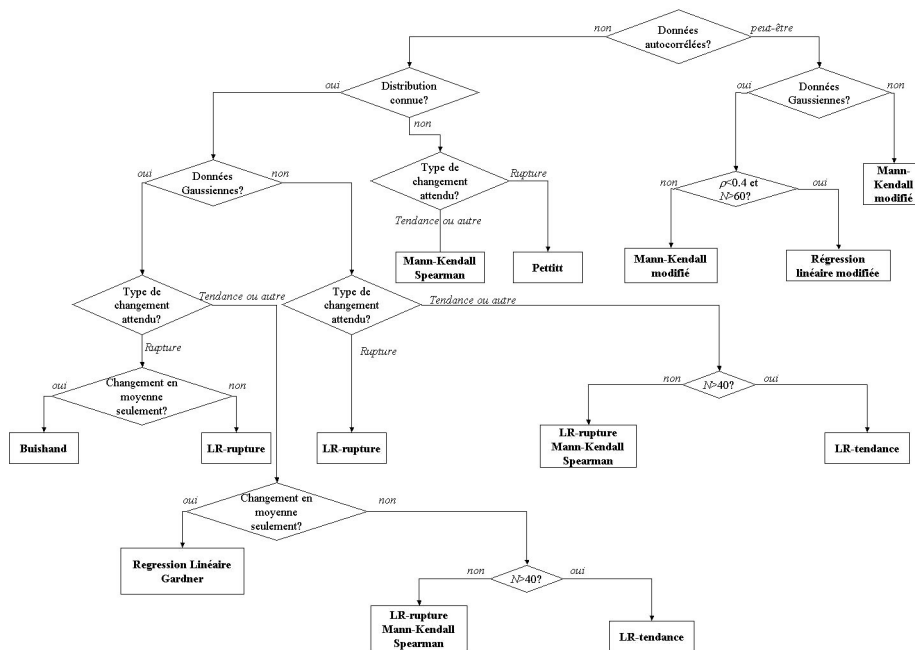 Données
autocorrélées?
non
peut-être
Distribution
connue?
oui
non
Données
Gaussiennes?
oui
non
Données
Gaussiennes?
oui
non
Type de
changement
attendu?
Rupture
Tendance ou autre
Mann-Kendall
Spearman
Pettitt
ρ<0.4 et
N>60?
non
oui
Mann-
Kendall
modifié
Mann-Kendall
modifié
Régression
linéaire modifiée
Type de
changement
attendu?
Tendance ou autre
Rupture
Type de
changement
attendu?
Tendance ou autre
Rupture
Changement en
moyenne
seulement?
oui
non
Buishand
LR-rupture
LR-rupture
N>40?
non
oui
LR-rupture
Mann-Kendall
Spearman
LR-tendance
Changement en
moyenne
seulement?
oui
non
Regression Linéaire
Gardner
N>40?
non
oui
LR-rupture
Mann-Kendall
Spearman
LR-tendance